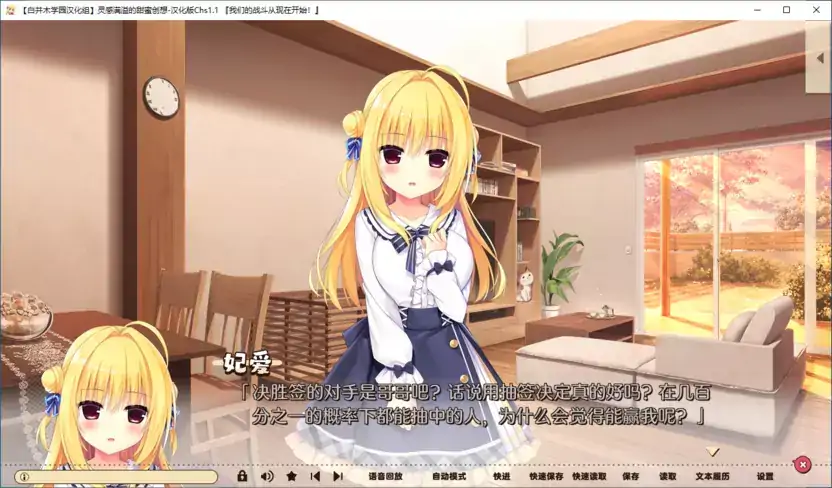 【白井木学园汉化组】灵感满溢的甜蜜创想-汉化版Chs1.1 『我们的战斗从现在开始！』
妃爱
「决胜签的对手是哥哥吧？话说用抽签决定真的好吗？在几百
分之一的概率下都能抽中的人，为什么会觉得能赢我呢？」
语音回放 自动模式 快进 快速保存 快速读取 保存 读取 文本履历 设置